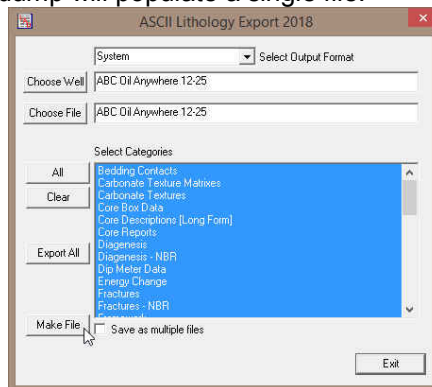 dump will populate a single file.
ASCII Lithology Export 2018
System
Select Output Format
Choose Well
ABC Oil Anywhere 12-25
Choose File
ABC Oil Anywhere 12-25
Select Categories
All
Clear
Export All
Make File
Bedding Contacts
Carbonate Texture Matrixes
Carbonate Textures
Core Box Data
Core Descriptions [Long Form]
Core Reports
Diagenesis
Diagenesis - NBR
Dip Meter Data
Energy Change
Fractures
Fractures - NBR
Framework
Save as multiple files
Exit